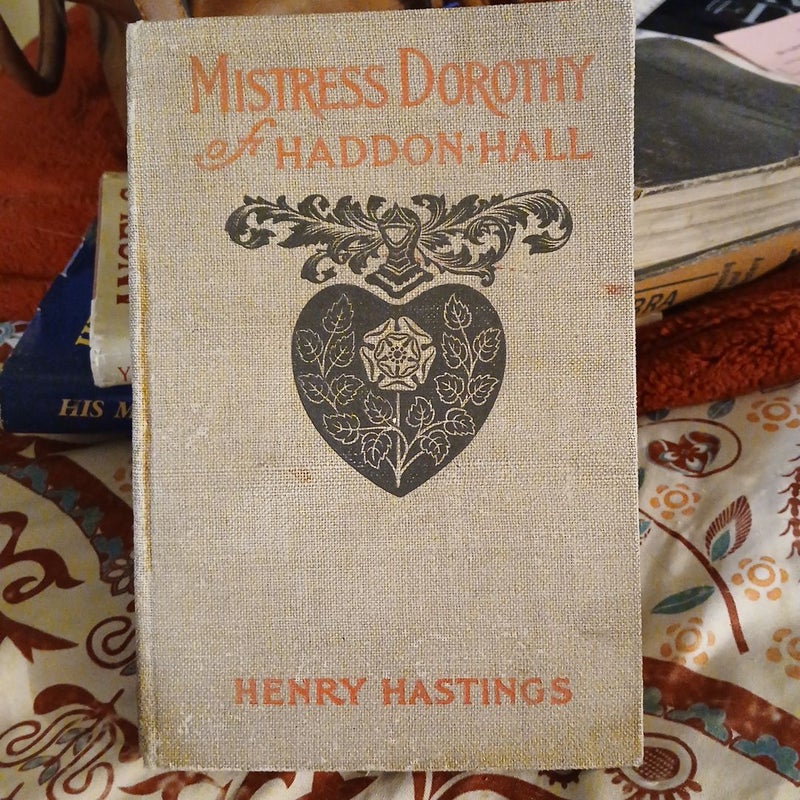 MISTRESS DOROTHY
of HADDON·HALL
HENRY HASTINGS
HIS